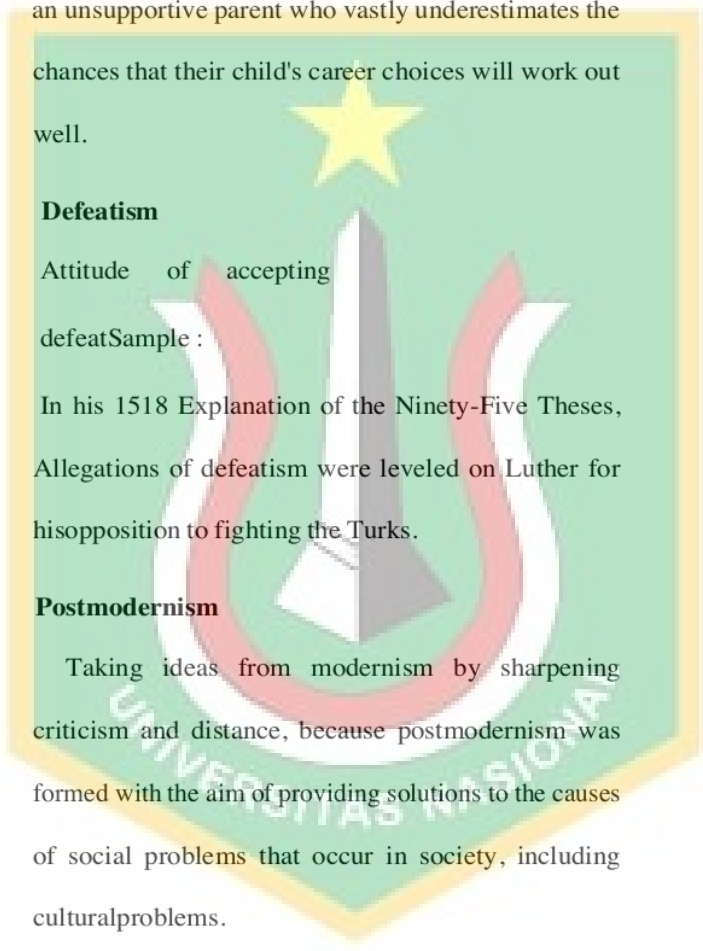 an unsupportive parent who vastly underestimates the
chances that their child's career choices will work out
well.
Defeatism
Attitude of accepting
defeatSample :
In his 1518 Explanation of the Ninety-Five Theses,
Allegations of defeatism were leveled on Luther for
hisopposition to fighting the Turks.
Postmodernism
Taking ideas from modernism by sharpening
criticism and distance, because postmodernism was
formed with the aim of providing solutions to the causes
of social problems that occur in society, including
culturalproblems.
UNIVERSITAS NASIONAL